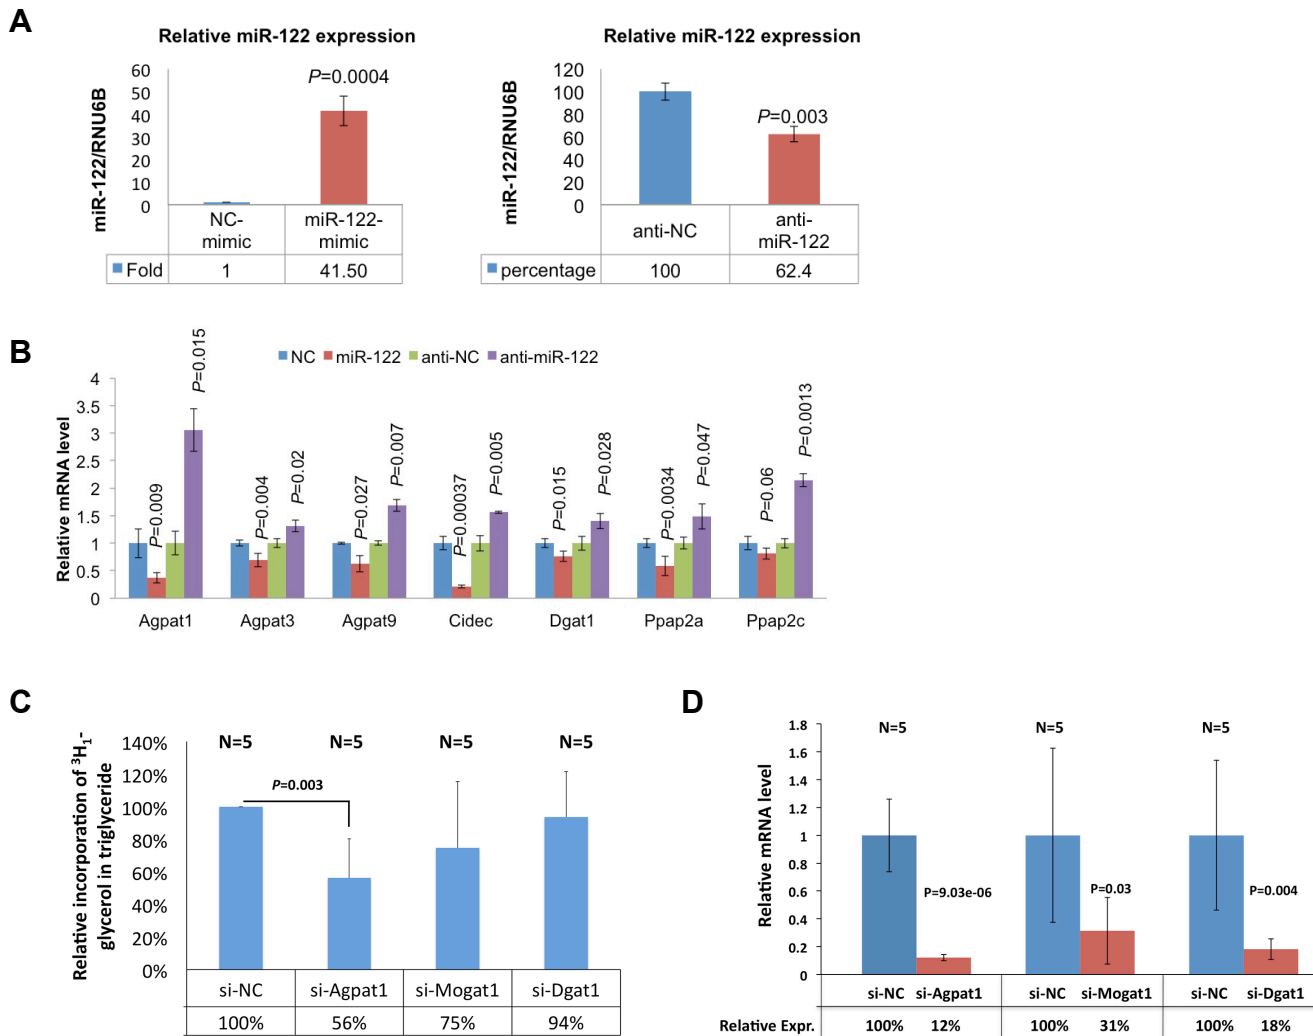 A
Relative miR-122 expression
miR-122/RNU6B
60
50
40
30
20
10
0
P=0.0004
NC-mimic
miR-122-mimic
Fold 1 41.50
Relative miR-122 expression
miR-122/RNU6B
120
100
80
60
40
20
0
P=0.003
anti-NC
anti-miR-122
percentage 100 62.4
B
NC miR-122 anti-NC anti-miR-122
Relative mRNA level
4
3.5
3
2.5
2
1.5
1
0.5
0
P=0.009
P=0.015
P=0.004
P=0.02
P=0.027
P=0.007
P=0.00037
P=0.005
P=0.015
P=0.028
P=0.0034
P=0.047
P=0.06
P=0.0013
Agpat1 Agpat3 Agpat9 Cidec Dgat1 Ppap2a Ppap2c
C
Relative incorporation of ³H₁-
glycerol in triglyceride
140%
120%
100%
80%
60%
40%
20%
0%
N=5 N=5 N=5 N=5
P=0.003
si-NC si-Agpat1 si-Mogat1 si-Dgat1
100% 56% 75% 94%
D
Relative mRNA level
1.8
1.6
1.4
1.2
1
0.8
0.6
0.4
0.2
0
N=5 N=5 N=5
P=9.03e-06
P=0.03
P=0.004
si-NC si-Agpat1 si-NC si-Mogat1 si-NC si-Dgat1
Relative Expr. 100% 12% 100% 31% 100% 18%